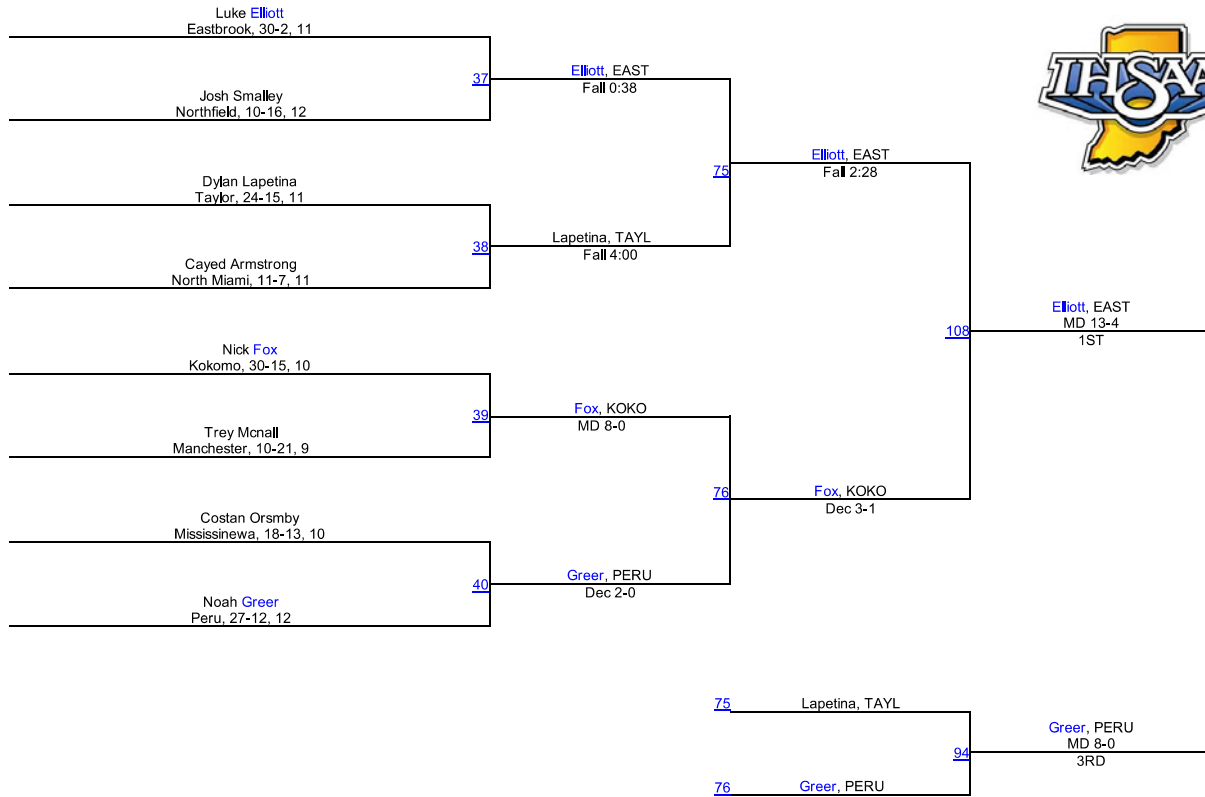 Luke Elliott
Eastbrook, 30-2, 11
37
Elliott, EAST
Fall 0:38
Josh Smalley
Northfield, 10-16, 12
IHSAA
75
Elliott, EAST
Fall 2:28
Dylan Lapetina
Taylor, 24-15, 11
38
Lapetina, TAYL
Fall 4:00
Cayed Armstrong
North Miami, 11-7, 11
108
Elliott, EAST
MD 13-4
1ST
Nick Fox
Kokomo, 30-15, 10
39
Fox, KOKO
MD 8-0
Trey Mcnall
Manchester, 10-21, 9
76
Fox, KOKO
Dec 3-1
Costan Orsmby
Mississinewa, 18-13, 10
40
Greer, PERU
Dec 2-0
Noah Greer
Peru, 27-12, 12
75
Lapetina, TAYL
94
Greer, PERU
MD 8-0
3RD
76
Greer, PERU